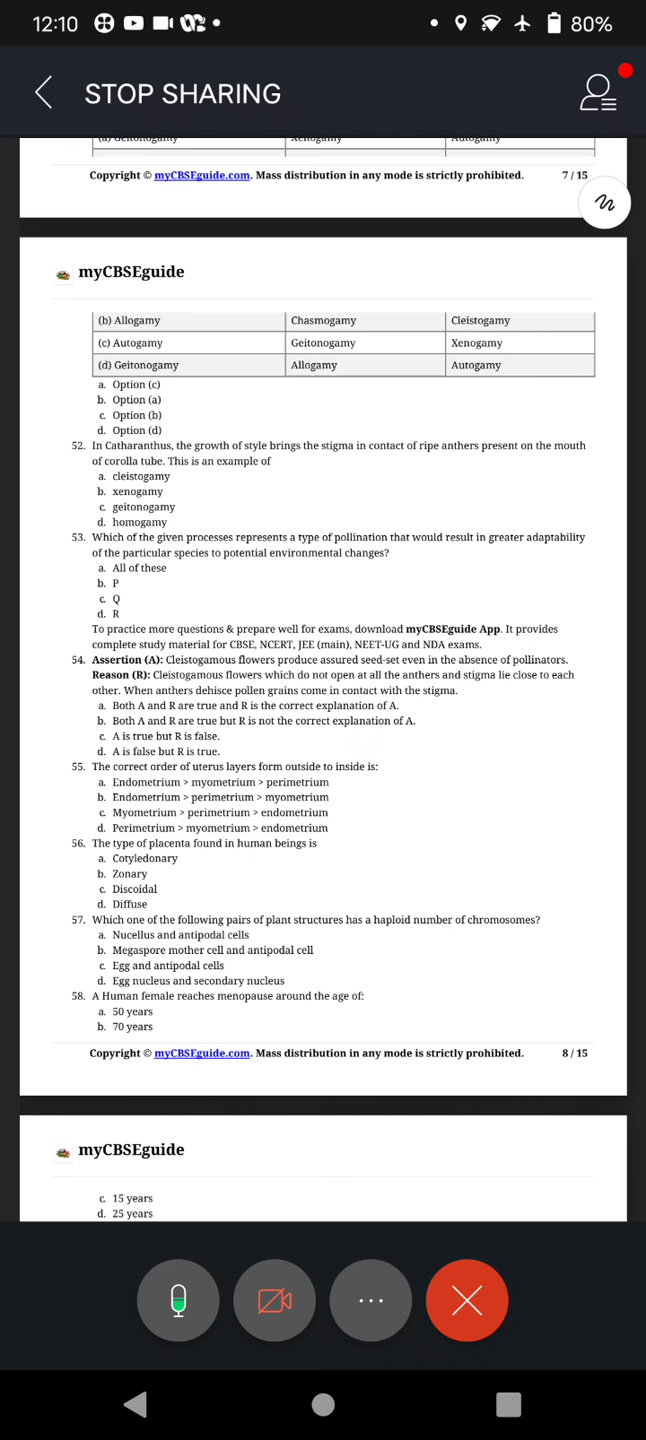 12:10
80%
STOP SHARING
(a) Geitonogamy Xenogamy Autogamy
Copyright © myCBSEguide.com. Mass distribution in any mode is strictly prohibited. 7 / 15
myCBSEguide
(b) Allogamy Chasmogamy Cleistogamy
(c) Autogamy Geitonogamy Xenogamy
(d) Geitonogamy Allogamy Autogamy
a. Option (c)
b. Option (a)
c. Option (b)
d. Option (d)
52. In Catharanthus, the growth of style brings the stigma in contact of ripe anthers present on the mouth
of corolla tube. This is an example of
a. cleistogamy
b. xenogamy
c. geitonogamy
d. homogamy
53. Which of the given processes represents a type of pollination that would result in greater adaptability
of the particular species to potential environmental changes?
a. All of these
b. P
c. Q
d. R
To practice more questions & prepare well for exams, download myCBSEguide App. It provides
complete study material for CBSE, NCERT, JEE (main), NEET-UG and NDA exams.
54. Assertion (A): Cleistogamous flowers produce assured seed-set even in the absence of pollinators.
Reason (R): Cleistogamous flowers which do not open at all the anthers and stigma lie close to each
other. When anthers dehisce pollen grains come in contact with the stigma.
a. Both A and R are true and R is the correct explanation of A.
b. Both A and R are true but R is not the correct explanation of A.
c. A is true but R is false.
d. A is false but R is true.
55. The correct order of uterus layers form outside to inside is:
a. Endometrium > myometrium > perimetrium
b. Endometrium > perimetrium > myometrium
c. Myometrium > perimetrium > endometrium
d. Perimetrium > myometrium > endometrium
56. The type of placenta found in human beings is
a. Cotyledonary
b. Zonary
c. Discoidal
d. Diffuse
57. Which one of the following pairs of plant structures has a haploid number of chromosomes?
a. Nucellus and antipodal cells
b. Megaspore mother cell and antipodal cell
c. Egg and antipodal cells
d. Egg nucleus and secondary nucleus
58. A Human female reaches menopause around the age of:
a. 50 years
b. 70 years
Copyright © myCBSEguide.com. Mass distribution in any mode is strictly prohibited. 8 / 15
myCBSEguide
c. 15 years
d. 25 years